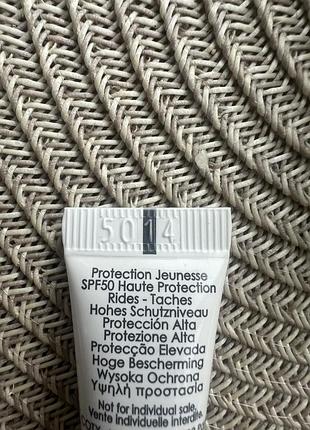 5014
Protection Jeunesse
SPF50 Haute Protection
Rides - Taches
Hohes Schutzniveau
Protección Alta
Protezione Alta
Protecção Elevada
Hoge Bescherming
Wysoka Ochrong
Υψηλή προστασία
Not for individual sale.
Vente individuelle interdite.